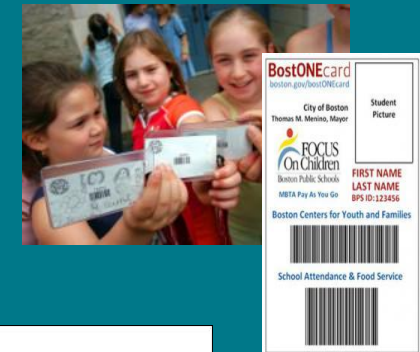 BostONEcard
boston.gov/bostONEcard
City of Boston
Thomas M. Menino, Mayor
Student
Picture
FOCUS
On Children
Boston Public Schools
MBTA Pay As You Go
FIRST NAME
LAST NAME
BPS ID:123456
Boston Centers for Youth and Families
School Attendance & Food Service